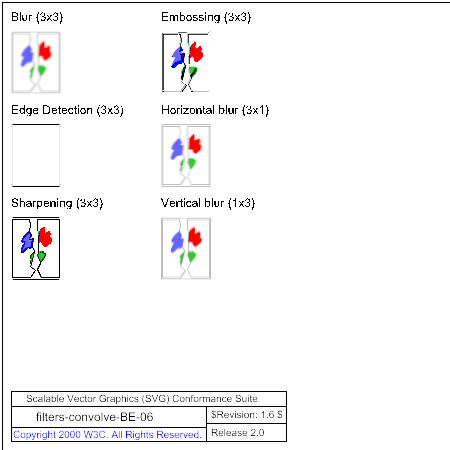 Blur (3x3)
Embossing (3x3)
Edge Detection (3x3)
Horizontal blur (3x1)
Sharpening (3x3)
Vertical blur (1x3)
Scalable Vector Graphics (SVG) Conformance Suite
filters-convolve-BE-06
$Revision: 1.6 $
Copyright 2000 W3C. All Rights Reserved.
Release 2.0